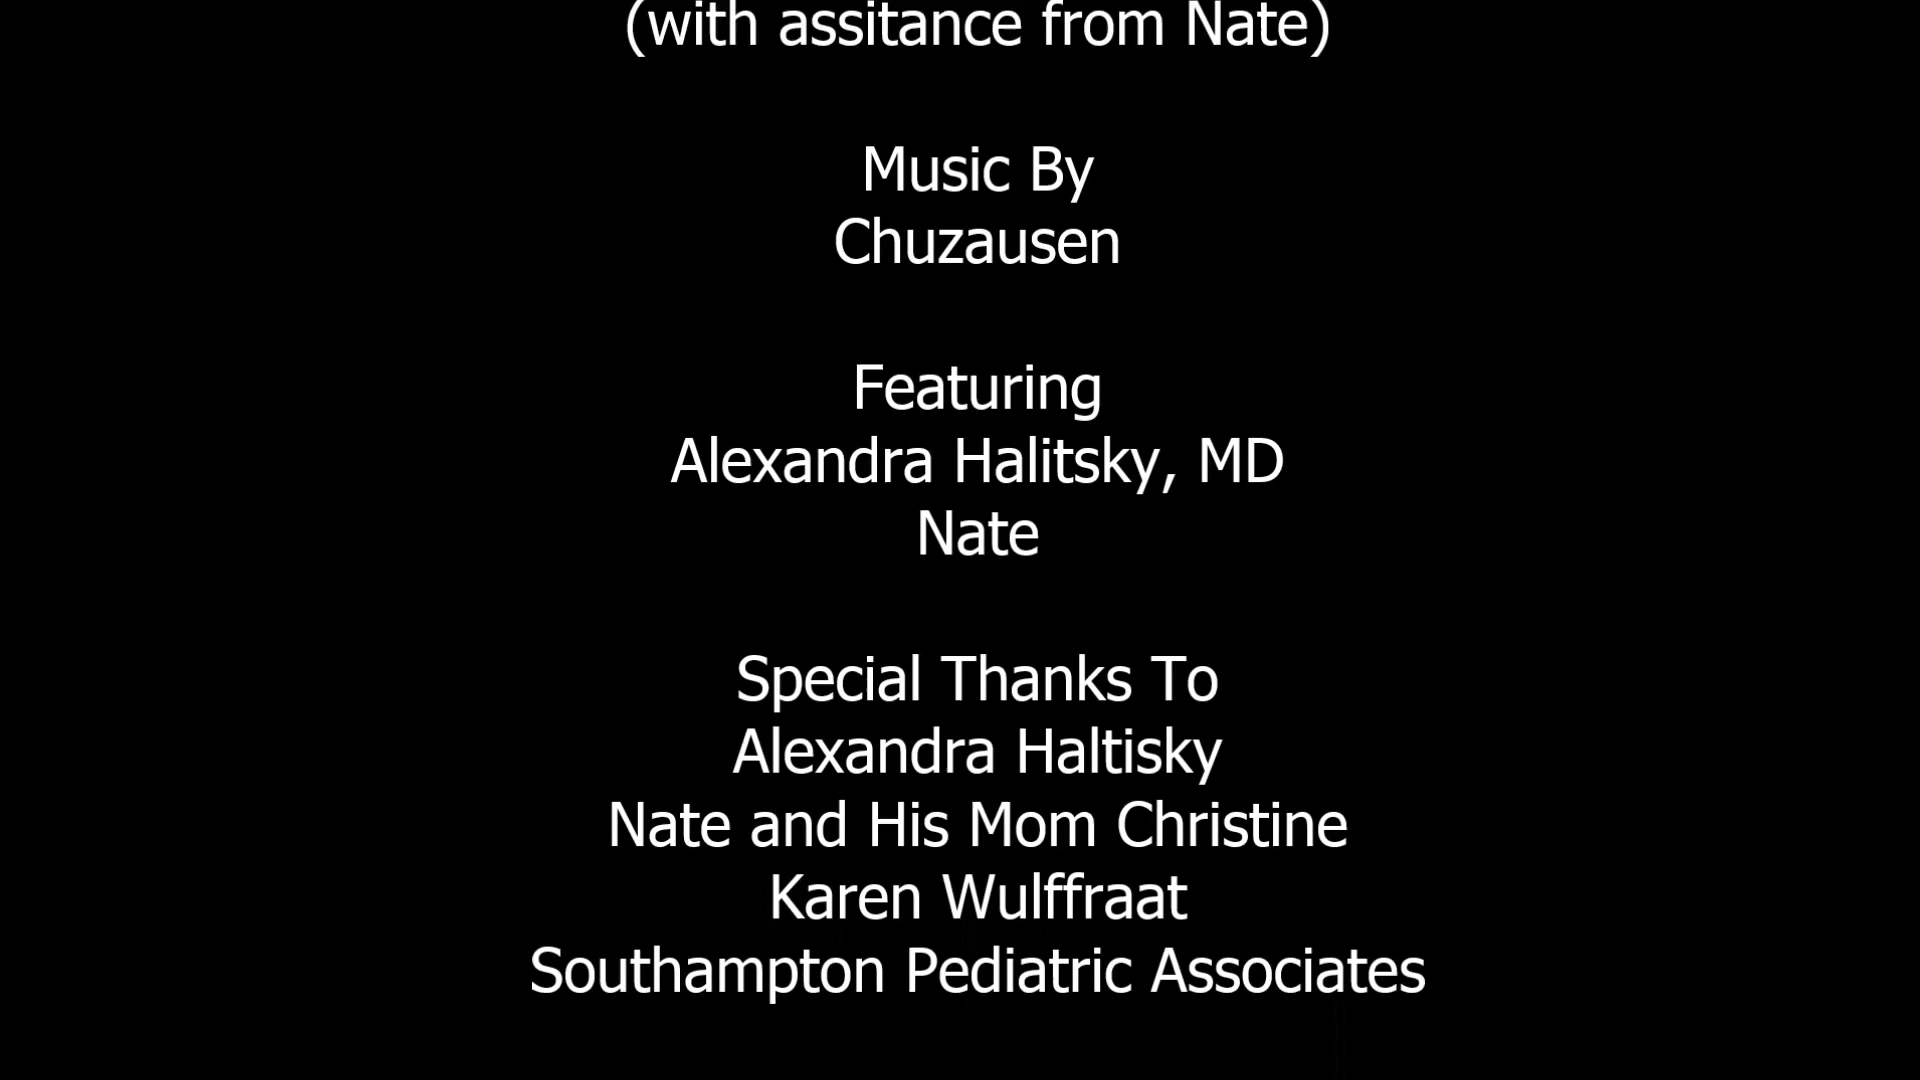 (with assitance from Nate)
Music By
Chuzausen
Featuring
Alexandra Halitsky, MD
Nate
Special Thanks To
Alexandra Haltisky
Nate and His Mom Christine
Karen Wulffraat
Southampton Pediatric Associates